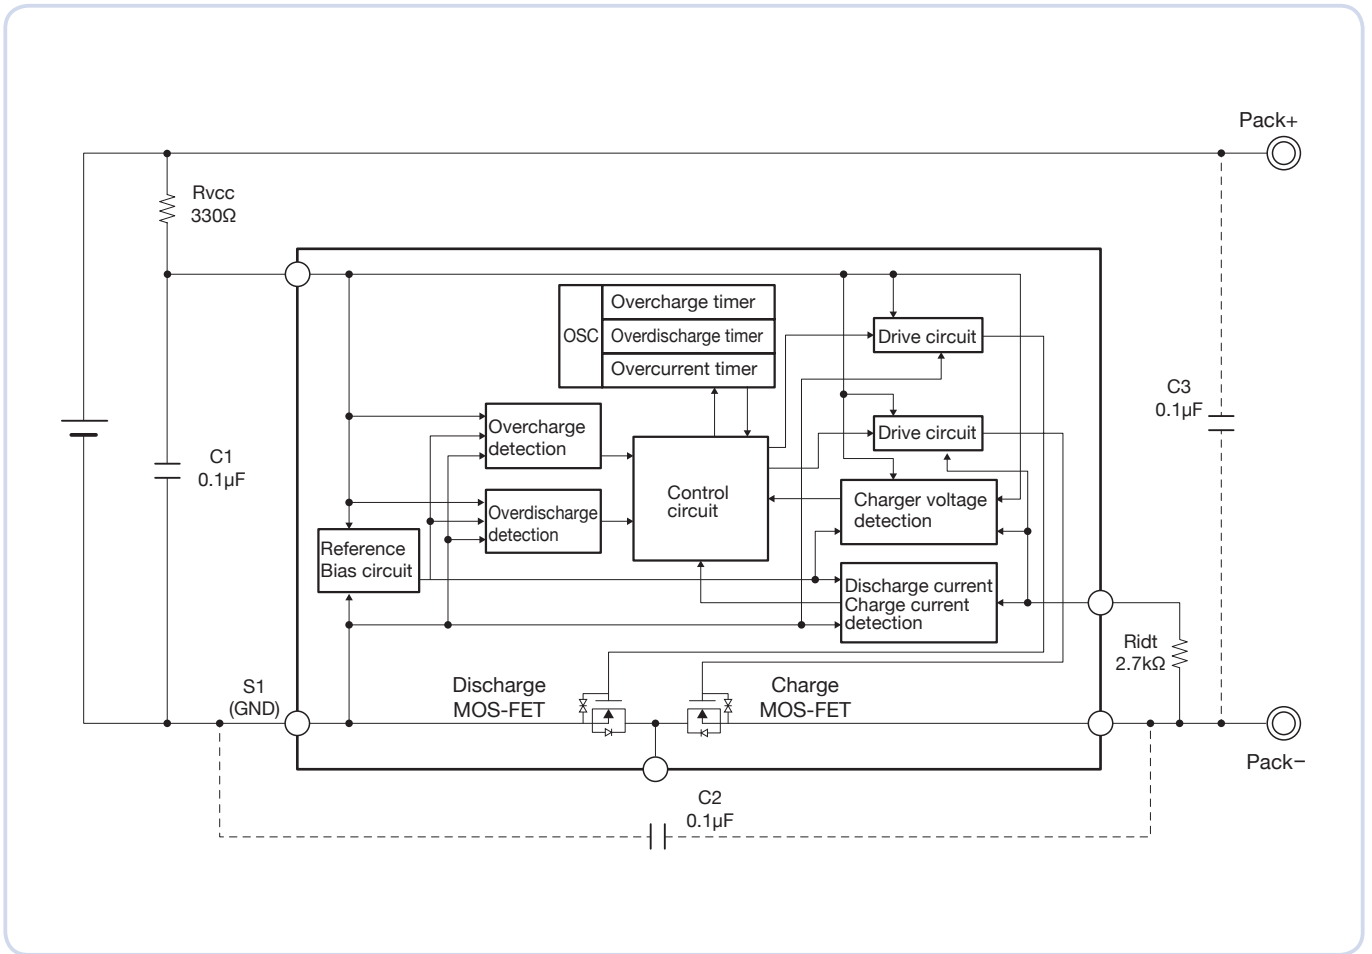 Pack+
Rvcc
330Ω
Overcharge timer
OSC
Overdischarge timer
Overcurrent timer
Drive circuit
C3
0.1µF
Overcharge
detection
Drive circuit
C1
0.1µF
Control
circuit
Charger voltage
detection
Overdischarge
detection
Reference
Bias circuit
Discharge current
Charge current
detection
Ridt
2.7kΩ
S1
(GND)
Discharge
MOS-FET
Charge
MOS-FET
Pack−
C2
0.1µF